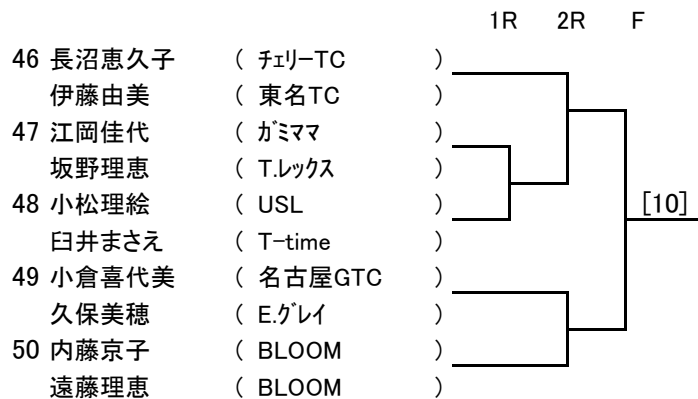 1R 2R F
46 長沼恵久子 ( ﾁｪﾘｰTC )
伊藤由美 ( 東名TC )
47 江岡佳代 ( ｶﾞﾐママ )
坂野理恵 ( T.ﾚｯｸｽ )
48 小松理絵 ( USL ) [10]
臼井まさえ ( T-time )
49 小倉喜代美 ( 名古屋GTC )
久保美穂 ( E.ｸﾞﾚｲ )
50 内藤京子 ( BLOOM )
遠藤理恵 ( BLOOM )